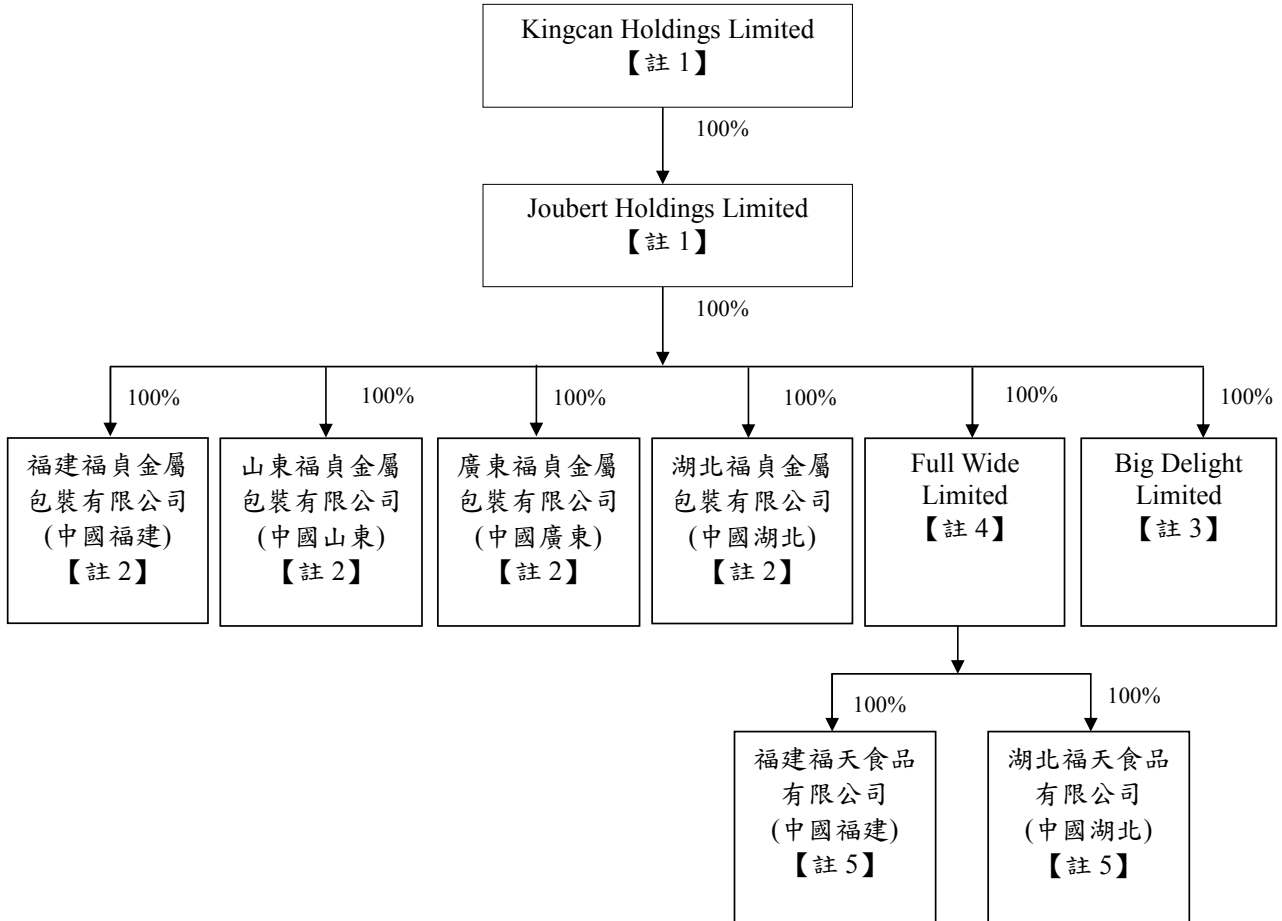 Kingcan Holdings Limited
【註 1】
100%
Joubert Holdings Limited
【註 1】
100%
100%
100%
100%
100%
100%
100%
福建福貞金屬
包裝有限公司
(中國福建)
【註 2】
山東福貞金屬
包裝有限公司
(中國山東)
【註 2】
廣東福貞金屬
包裝有限公司
(中國廣東)
【註 2】
湖北福貞金屬
包裝有限公司
(中國湖北)
【註 2】
Full Wide
Limited
【註 4】
Big Delight
Limited
【註 3】
100%
100%
福建福天食品
有限公司
(中國福建)
【註 5】
湖北福天食品
有限公司
(中國湖北)
【註 5】